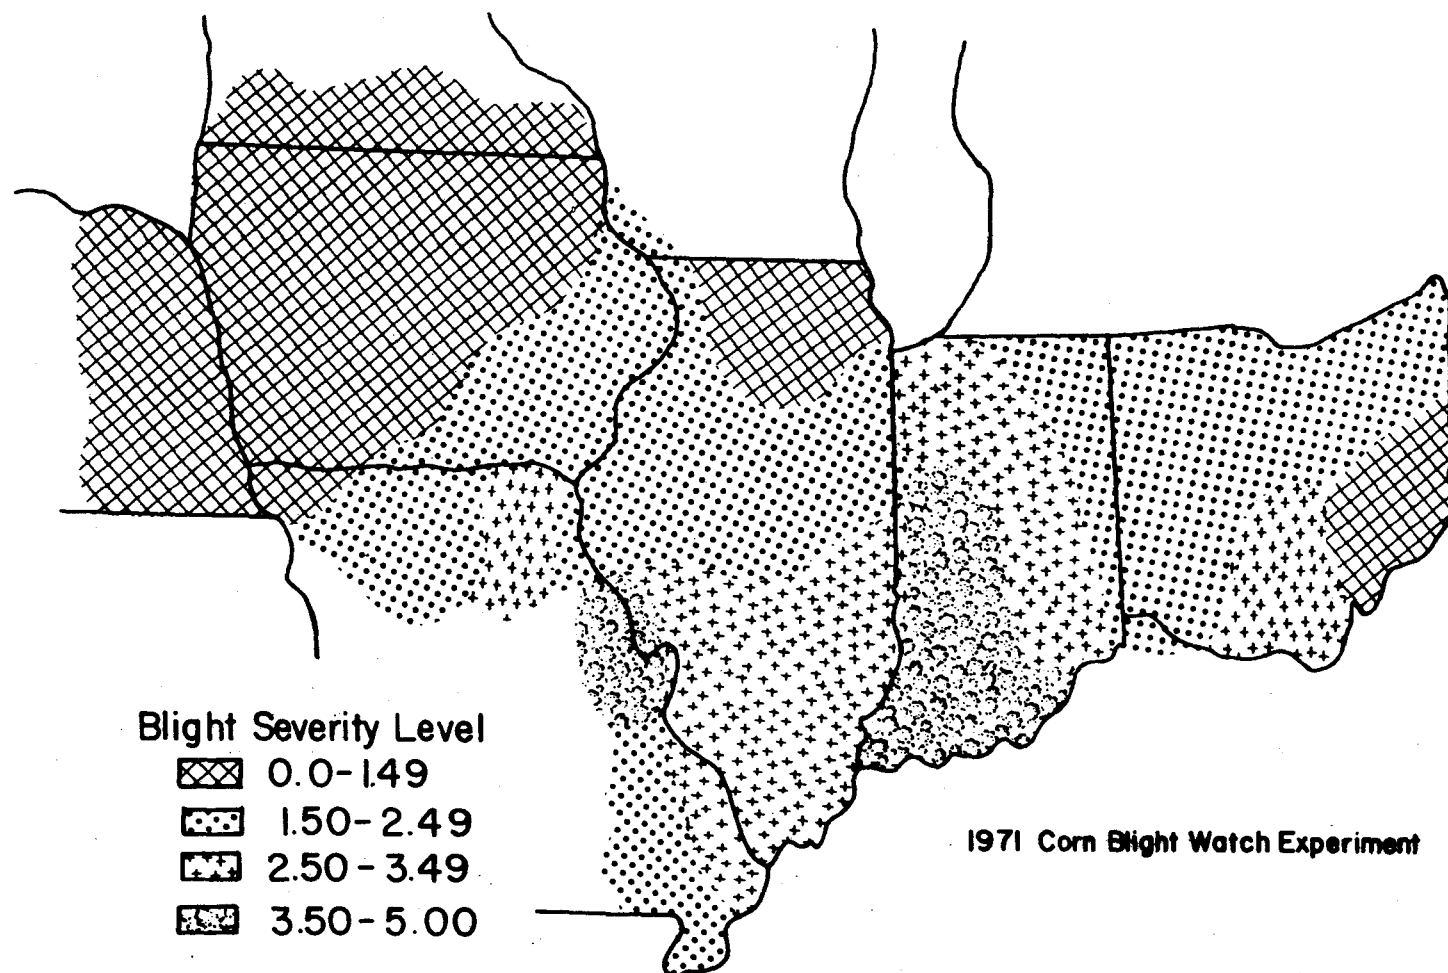 Blight Severity Level
0.0-1.49
1.50-2.49
2.50-3.49
3.50-5.00
1971 Corn Blight Watch Experiment